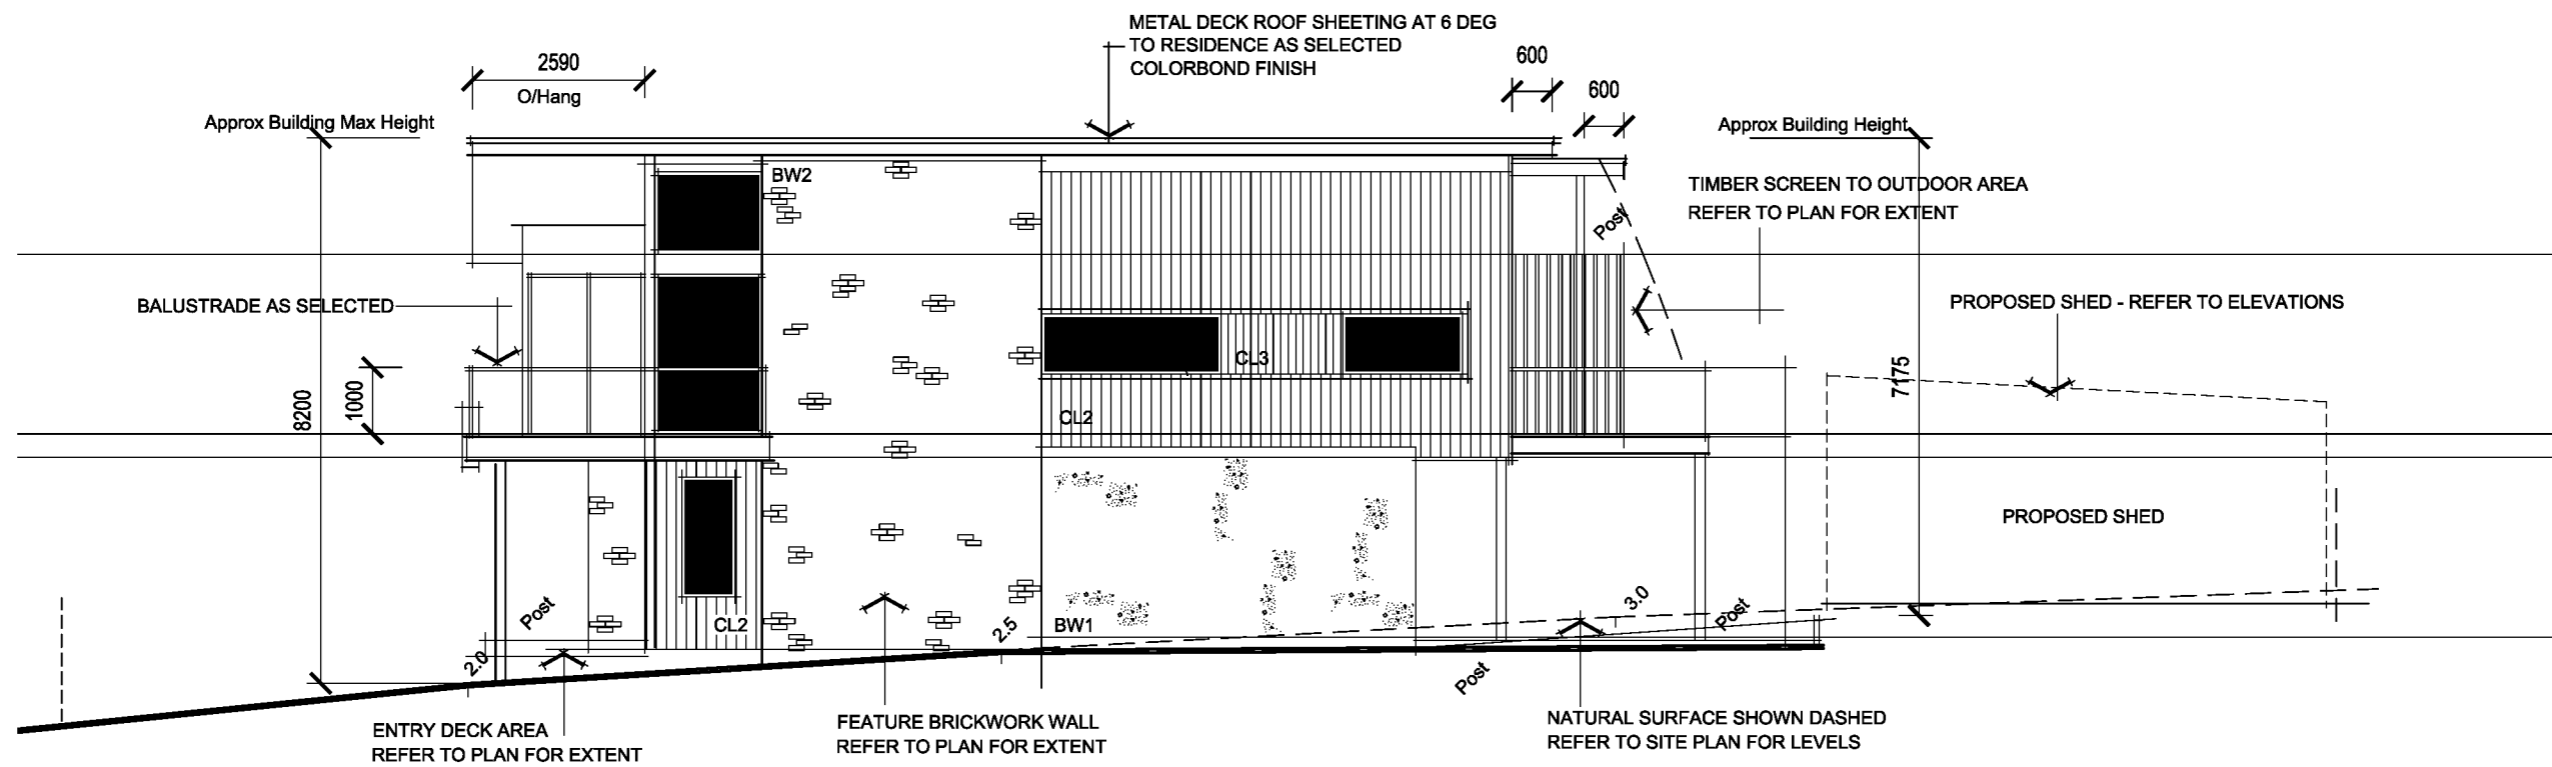 METAL DECK ROOF SHEETING AT 6 DEG
TO RESIDENCE AS SELECTED
COLORBOND FINISH
2590
O/Hang
600
600
Approx Building Max Height
Approx Building Height
BW2
TIMBER SCREEN TO OUTDOOR AREA
REFER TO PLAN FOR EXTENT
Post
BALUSTRADE AS SELECTED
PROPOSED SHED - REFER TO ELEVATIONS
8200
1000
CL3
7175
CL2
PROPOSED SHED
Post
CL2
2.0
2.5
BW1
3.0
Post
Post
ENTRY DECK AREA
REFER TO PLAN FOR EXTENT
FEATURE BRICKWORK WALL
REFER TO PLAN FOR EXTENT
NATURAL SURFACE SHOWN DASHED
REFER TO SITE PLAN FOR LEVELS